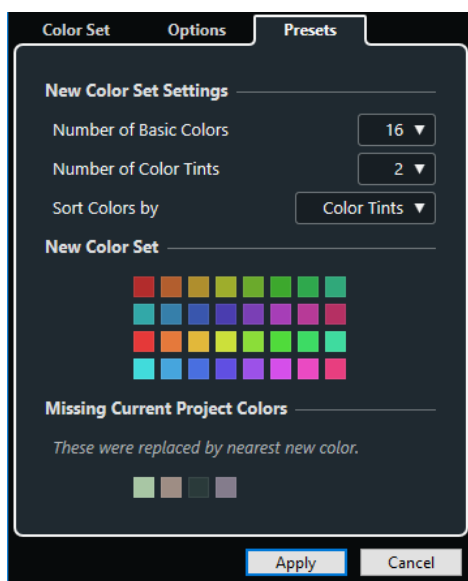 Color Set Options Presets
New Color Set Settings
Number of Basic Colors 16
Number of Color Tints 2
Sort Colors by Color Tints
New Color Set
Missing Current Project Colors
These were replaced by nearest new color.
Apply Cancel